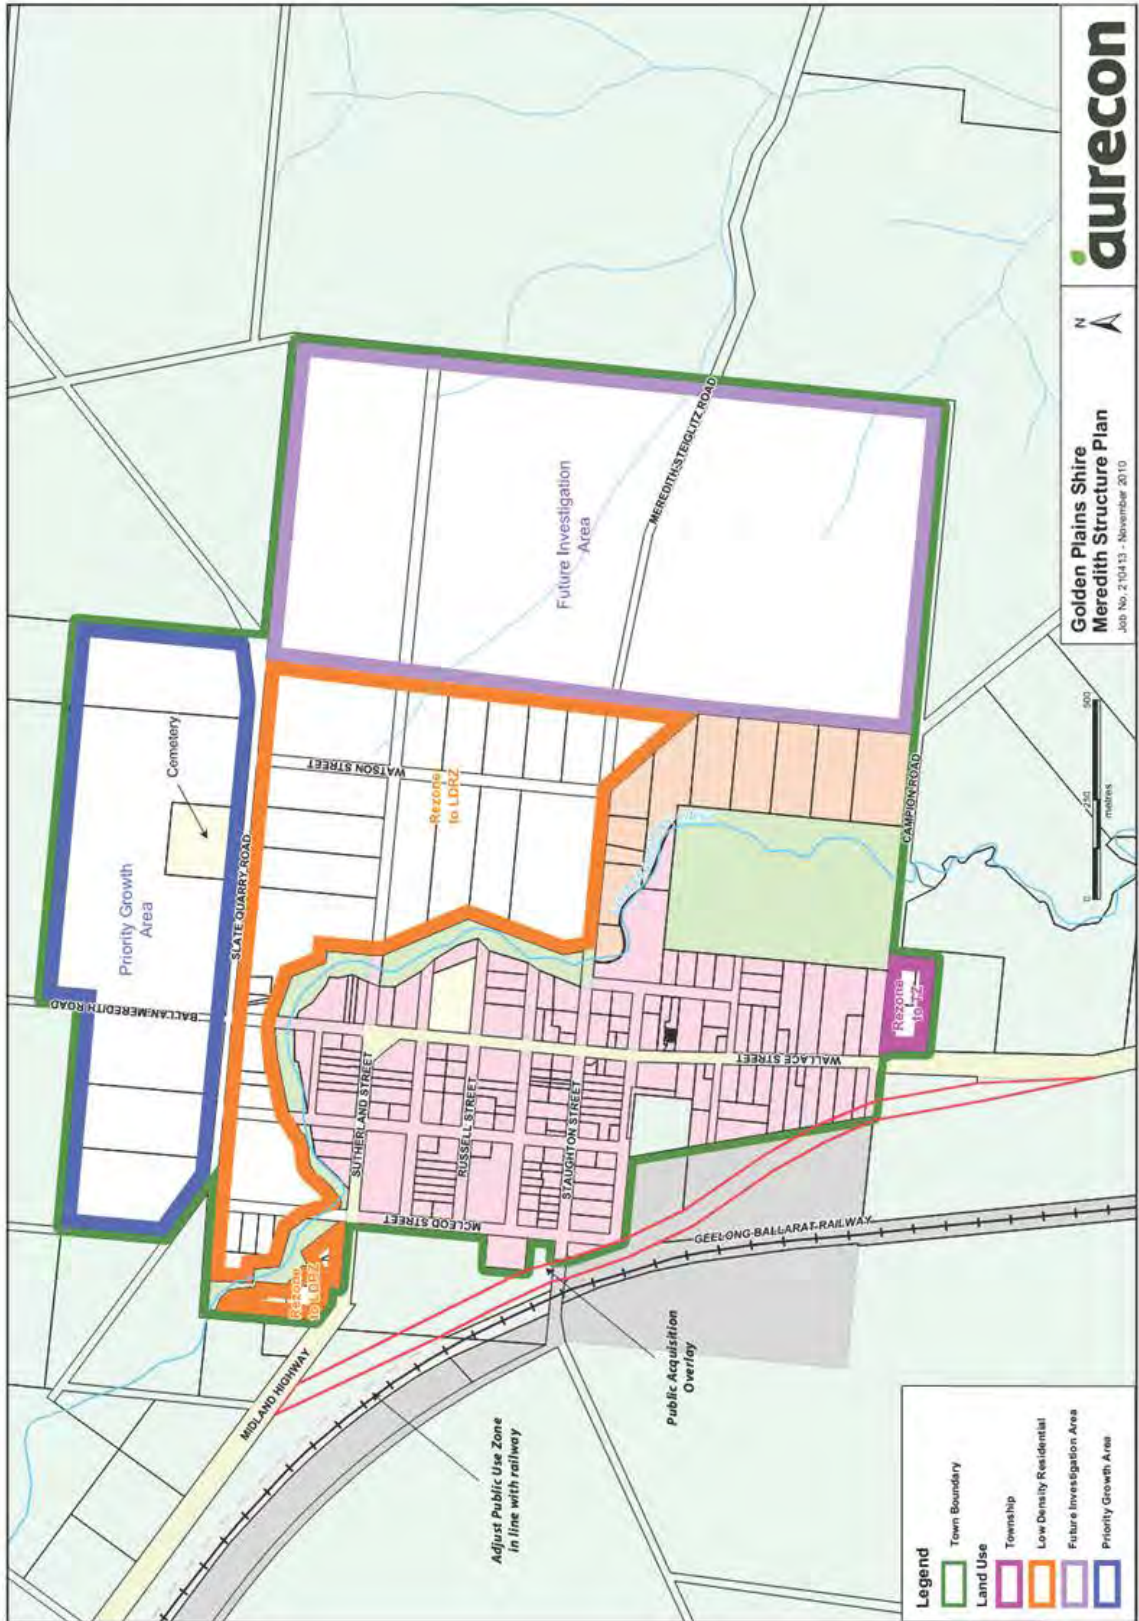 aurecon
Golden Plains Shire
Meredith Structure Plan
Job No. 210413 - November 2010
N
0 250 500
metres
Legend
Town Boundary
Land Use
Township
Low Density Residential
Future Investigation Area
Priority Growth Area
Priority Growth
Area
Cemetery
BALLAN-MEREDITH ROAD
SLATE QUARRY ROAD
WATSON STREET
Rezone
to LDRZ
Future Investigation
Area
MEREDITH-STEIGLITZ ROAD
CAMPION ROAD
SUTHERLAND STREET
RUSSELL STREET
STAUGHTON STREET
MCLEOD STREET
WALLACE STREET
Rezone
to TZ
Rezone
to LDRZ
MIDLAND HIGHWAY
GEELONG-BALLARAT RAILWAY
Public Acquisition
Overlay
Adjust Public Use Zone
in line with railway